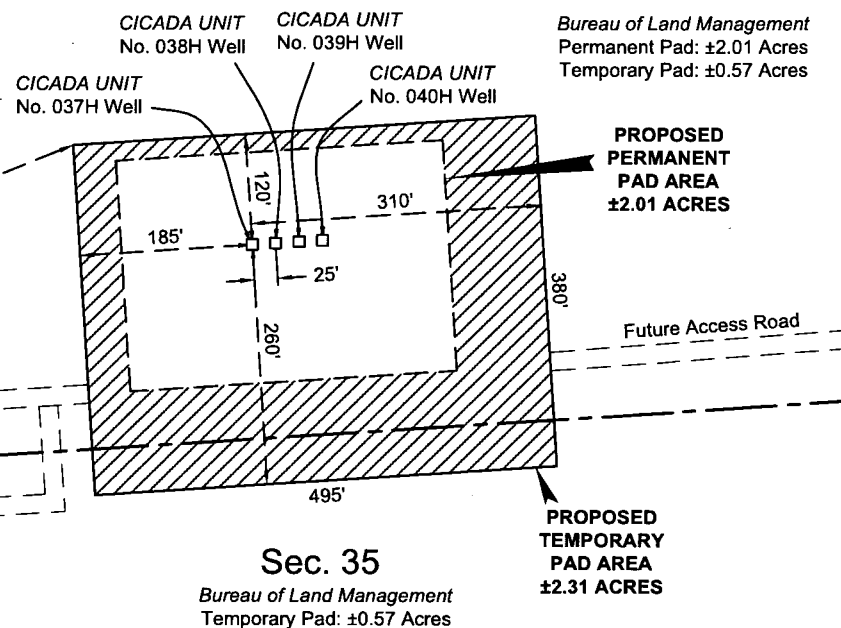 CICADA UNIT
No. 038H Well
CICADA UNIT
No. 039H Well
Bureau of Land Management
Permanent Pad: ±2.01 Acres
Temporary Pad: ±0.57 Acres
CICADA UNIT
No. 037H Well
CICADA UNIT
No. 040H Well
PROPOSED
PERMANENT
PAD AREA
±2.01 ACRES
120'
310'
185'
25'
380'
260'
Future Access Road
495'
PROPOSED
TEMPORARY
PAD AREA
±2.31 ACRES
Sec. 35
Bureau of Land Management
Temporary Pad: ±0.57 Acres